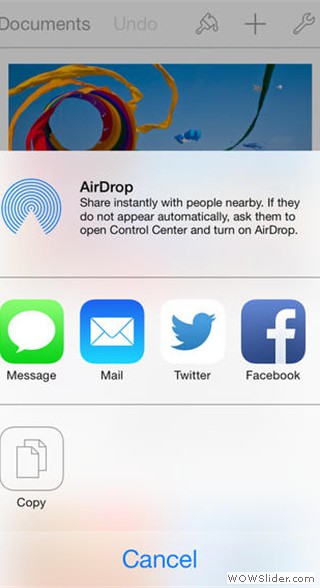 Documents Undo
AirDrop
Share instantly with people nearby. If they
do not appear automatically, ask them to
open Control Center and turn on AirDrop.
Message Mail Twitter Facebook
Copy
Cancel
WOWSlider.com